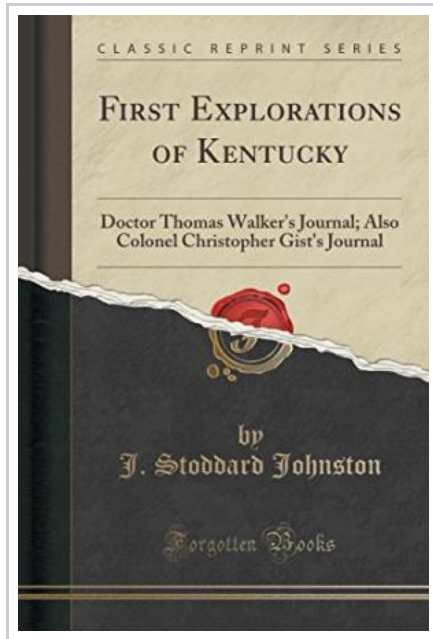 CLASSIC REPRINT SERIES
FIRST EXPLORATIONS
OF KENTUCKY
Doctor Thomas Walker's Journal; Also
Colonel Christopher Gist's Journal
by
J. Stoddard Johnston
Forgotten Books